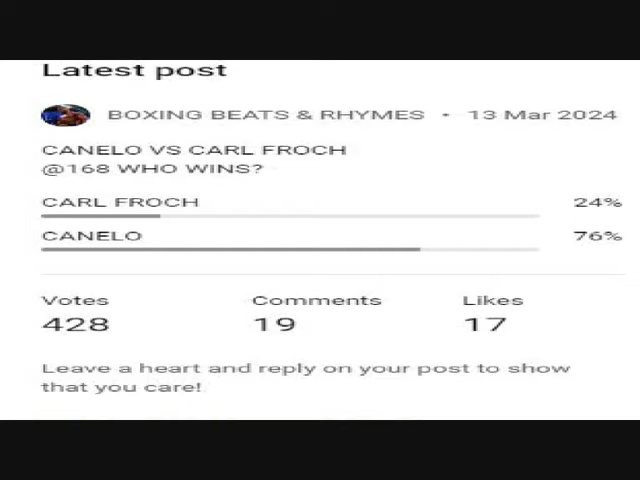 Latest post
BOXING BEATS & RHYMES • 13 Mar 2024
CANELO VS CARL FROCH
@168 WHO WINS?
CARL FROCH 24%
CANELO 76%
Votes Comments Likes
428 19 17
Leave a heart and reply on your post to show
that you care!